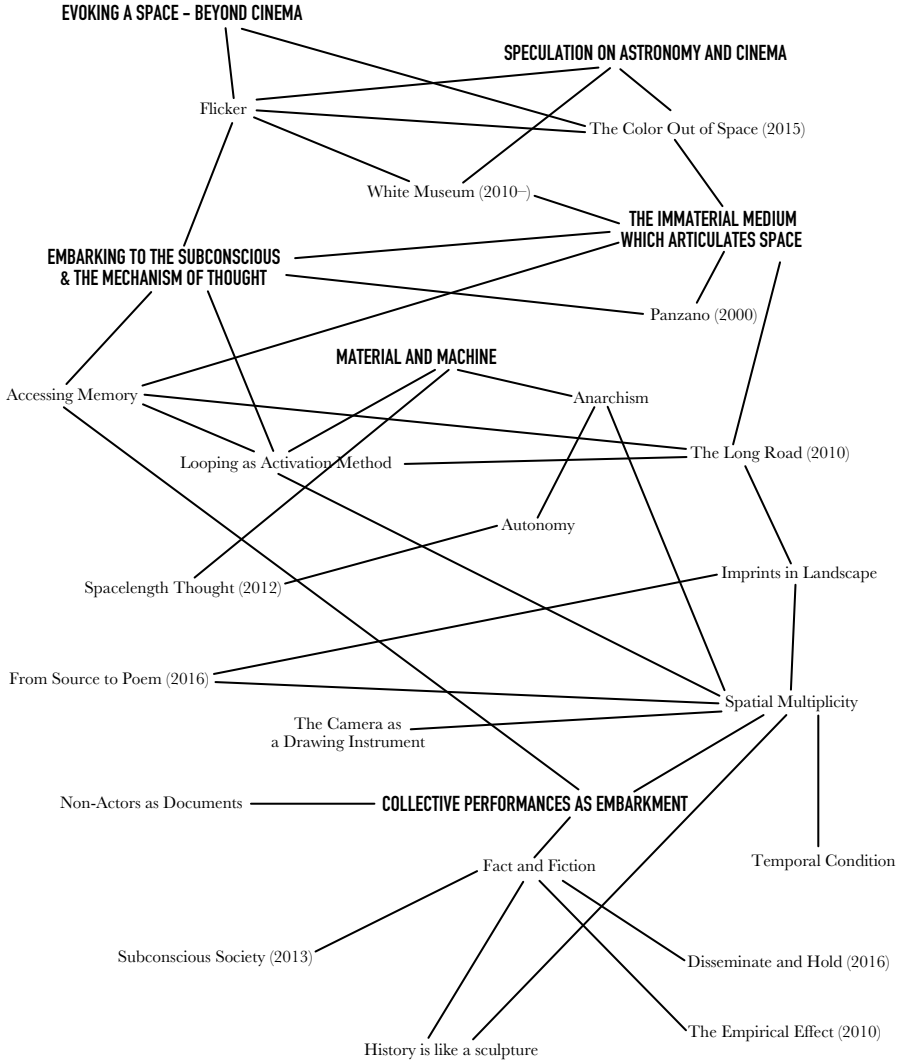 EVOKING A SPACE – BEYOND CINEMA
SPECULATION ON ASTRONOMY AND CINEMA
Flicker
The Color Out of Space (2015)
White Museum (2010–)
THE IMMATERIAL MEDIUM
WHICH ARTICULATES SPACE
EMBARKING TO THE SUBCONSCIOUS
& THE MECHANISM OF THOUGHT
Panzano (2000)
MATERIAL AND MACHINE
Accessing Memory
Anarchism
Looping as Activation Method
The Long Road (2010)
Autonomy
Imprints in Landscape
Spacelength Thought (2012)
From Source to Poem (2016)
Spatial Multiplicity
The Camera as
a Drawing Instrument
Non-Actors as Documents
COLLECTIVE PERFORMANCES AS EMBARKMENT
Temporal Condition
Fact and Fiction
Subconscious Society (2013)
Disseminate and Hold (2016)
The Empirical Effect (2010)
History is like a sculpture